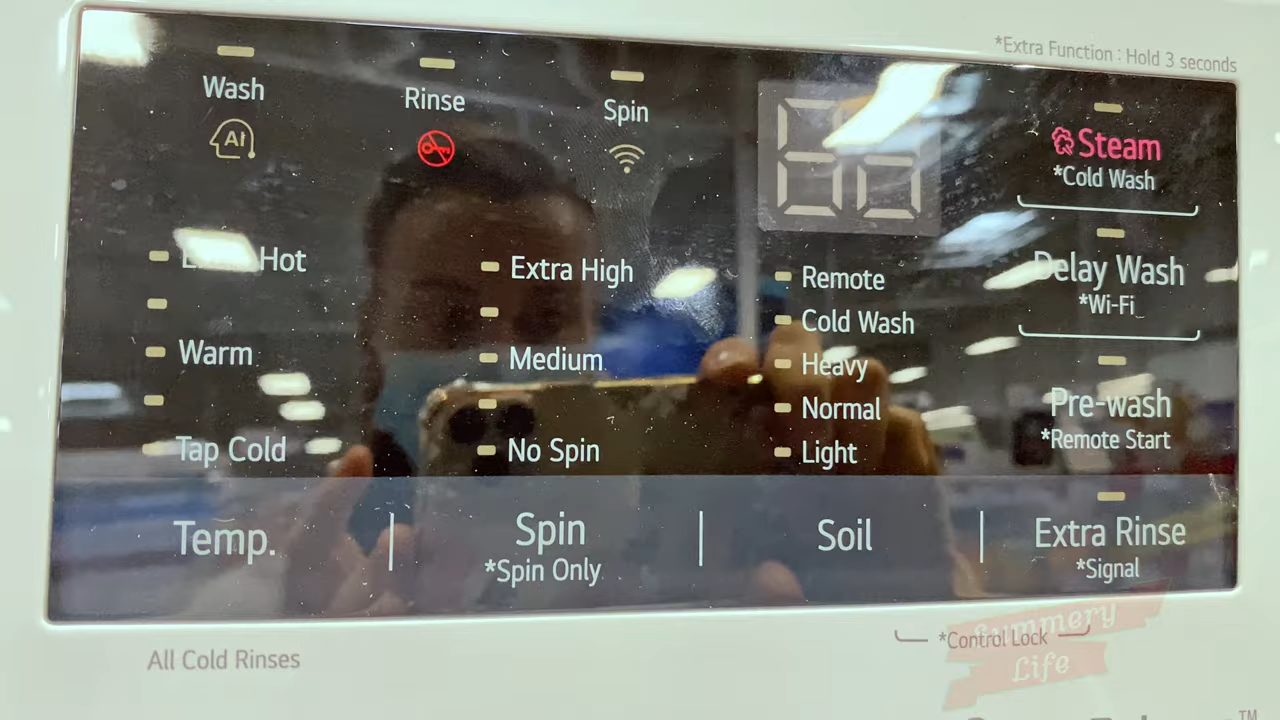 *Extra Function : Hold 3 seconds
Wash
Rinse
Spin
AI
Steam
*Cold Wash
Hot
Extra High
Remote
Delay Wash
*Wi-Fi
Cold Wash
Warm
Medium
Heavy
Pre-wash
*Remote Start
Normal
Tap Cold
No Spin
Light
Temp.
Spin
*Spin Only
Soil
Extra Rinse
*Signal
*Control Lock
All Cold Rinses
Summery
Life
TM